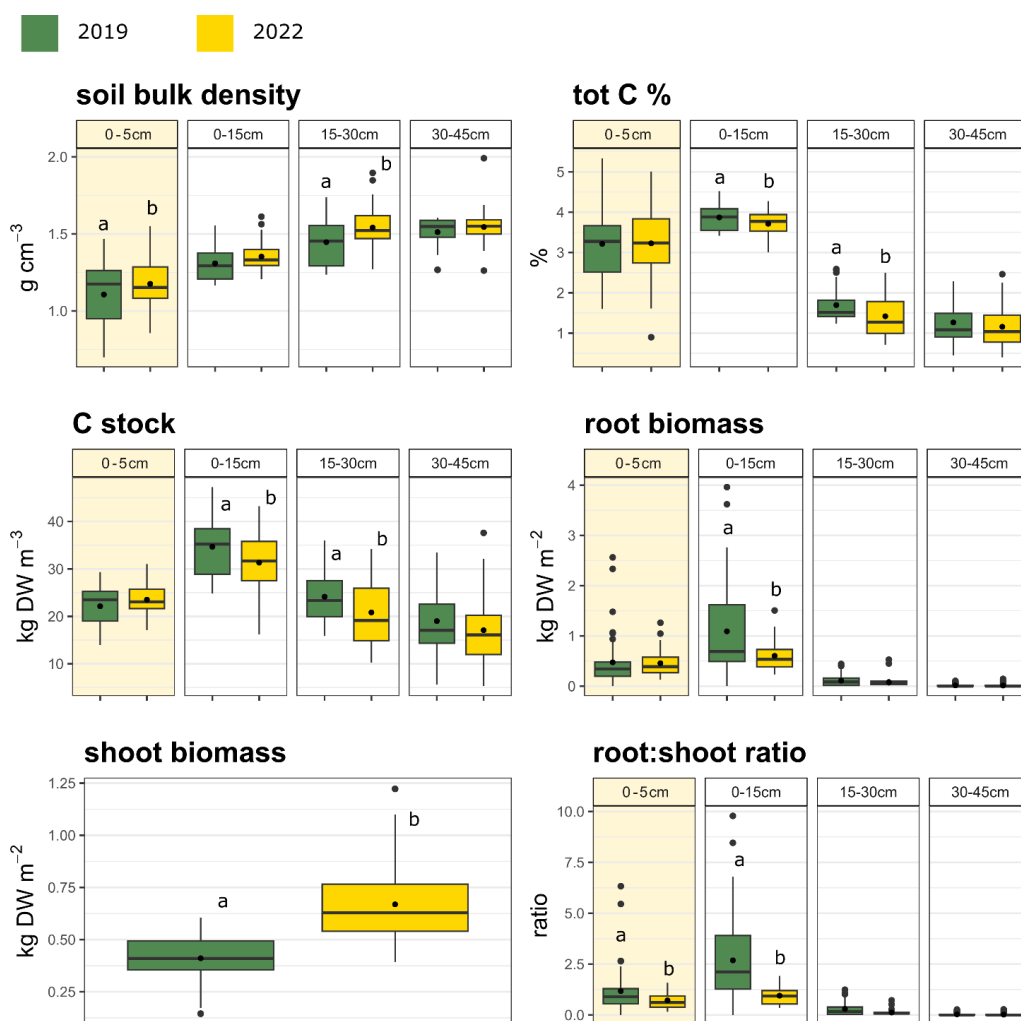 2019 2022
soil bulk density tot C %
0-5cm 0-15cm 15-30cm 30-45cm 0-5cm 0-15cm 15-30cm 30-45cm
g cm⁻³
2.0
1.5
1.0
a b a b
%
5
4
3
2
1
a b a b
C stock root biomass
0-5cm 0-15cm 15-30cm 30-45cm 0-5cm 0-15cm 15-30cm 30-45cm
kg DW m⁻³
40
30
20
10
a b a b
kg DW m⁻²
4
3
2
1
0
a b
shoot biomass root:shoot ratio
kg DW m⁻²
1.25
1.00
0.75
0.50
0.25
a b
0-5cm 0-15cm 15-30cm 30-45cm
ratio
10.0
7.5
5.0
2.5
0.0
a b a b